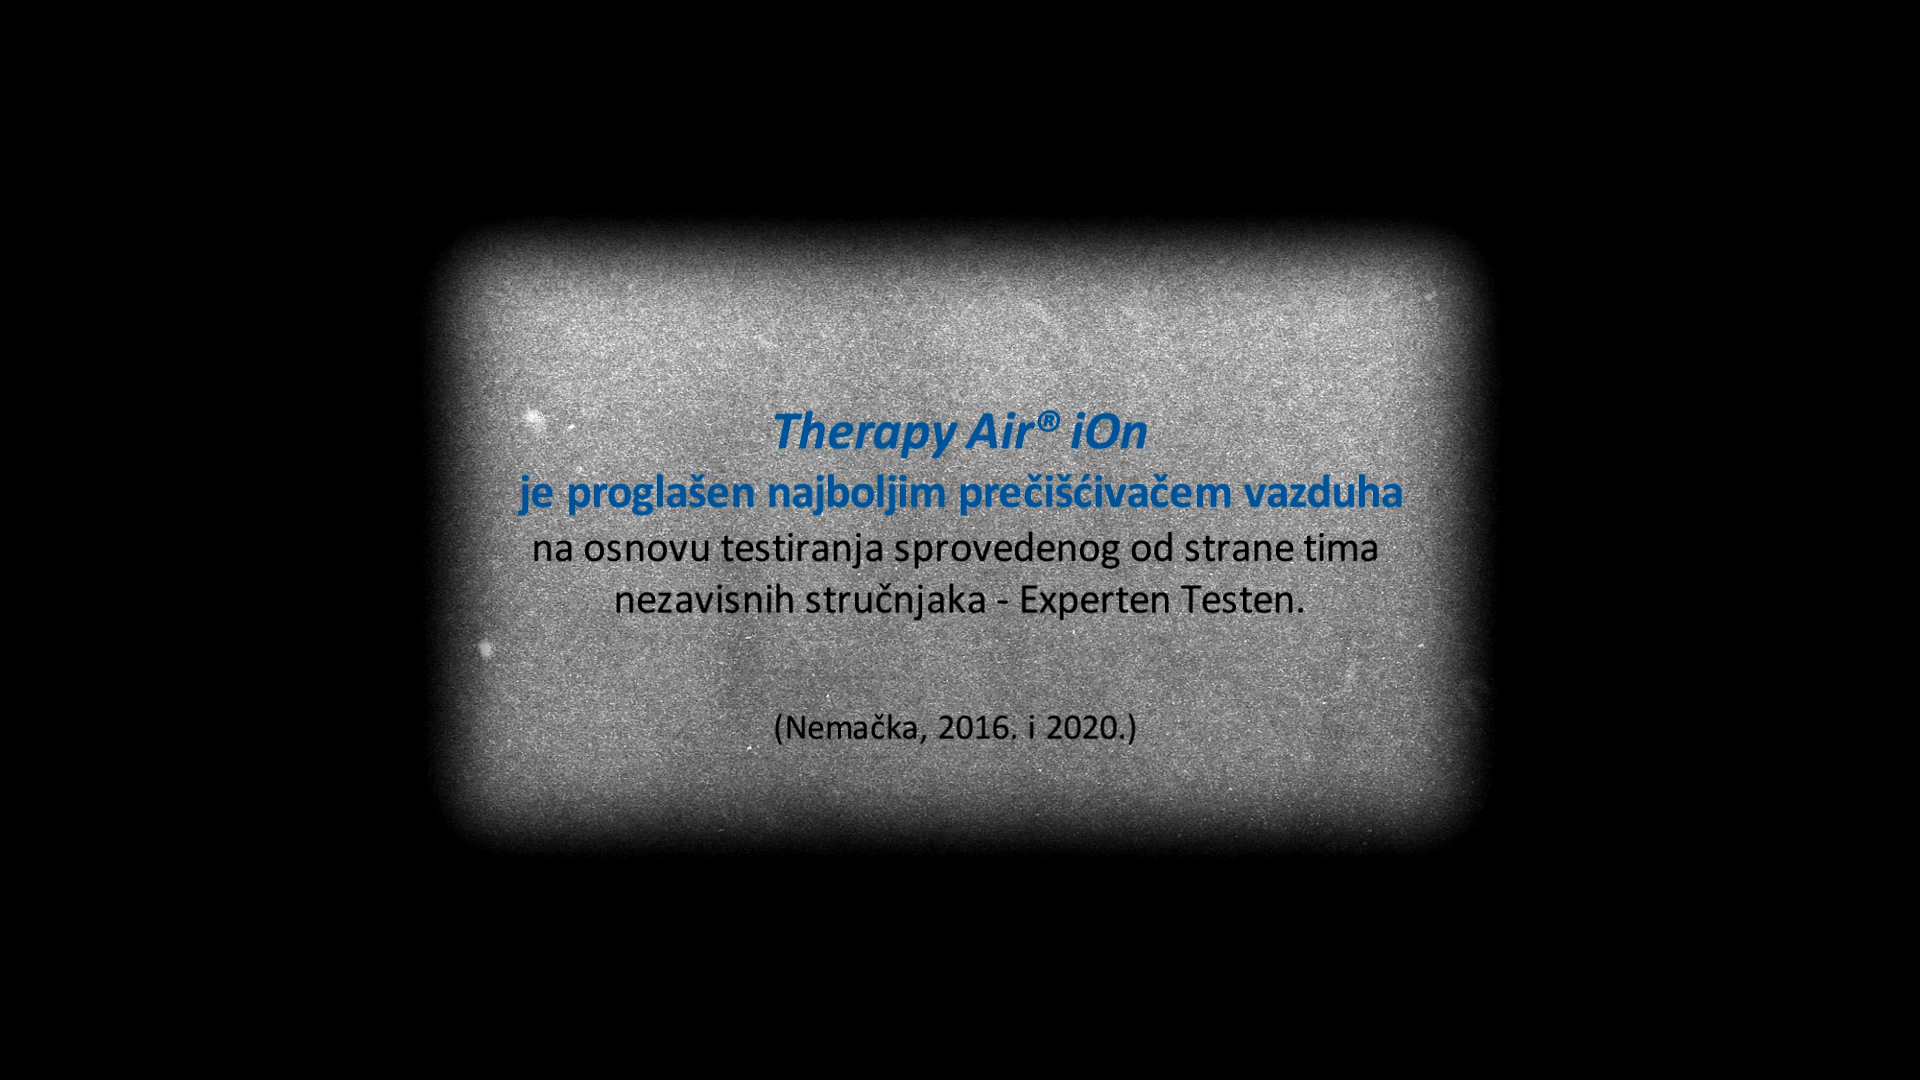 Therapy Air® iOn
je proglašen najboljim prečišćivačem vazduha
na osnovu testiranja sprovedenog od strane tima
nezavisnih stručnjaka - Experten Testen.
(Nemačka, 2016. i 2020.)